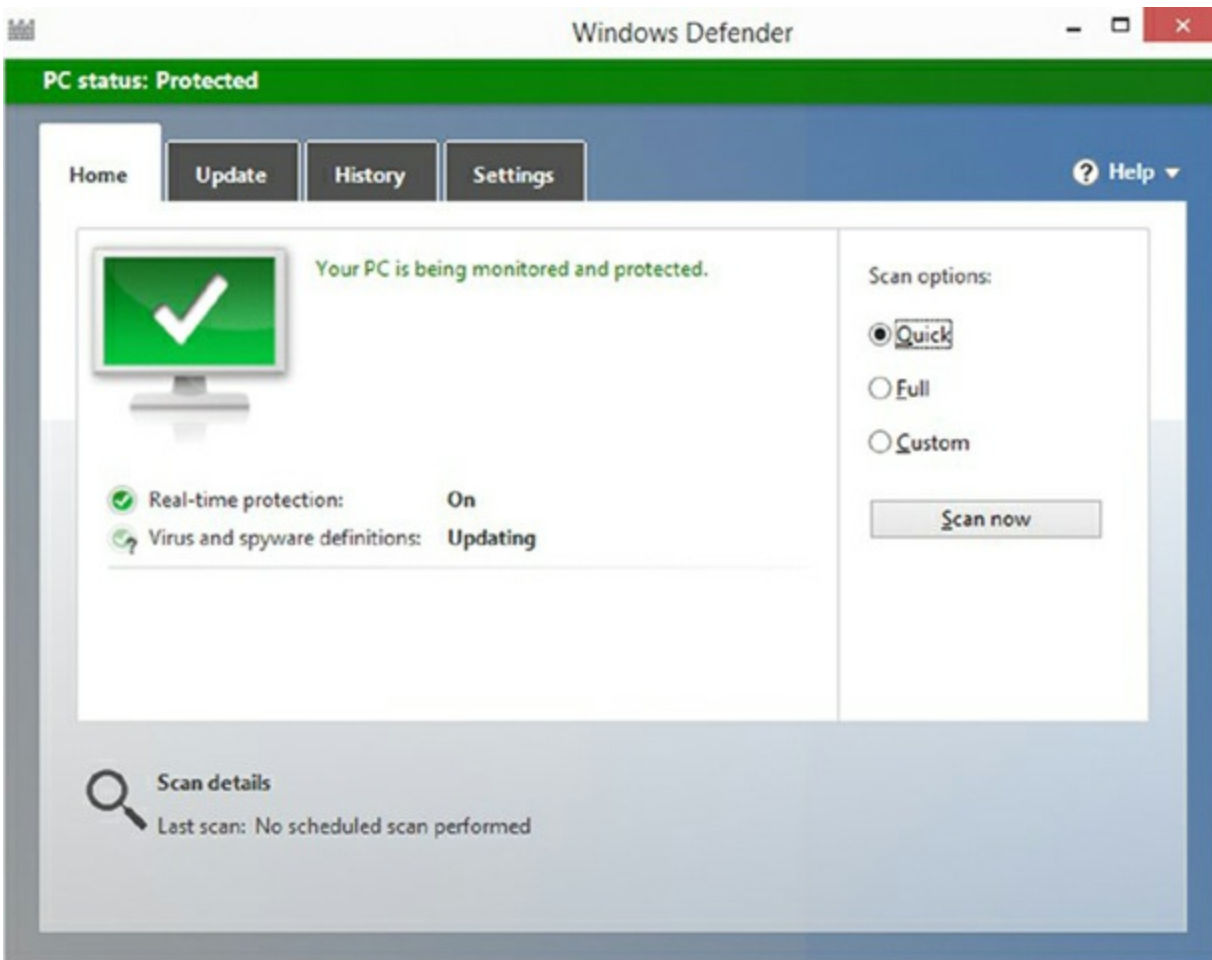 Windows Defender
PC status: Protected
Home
Update
History
Settings
? Help
Your PC is being monitored and protected.
Scan options:
Quick
Full
Custom
Scan now
Real-time protection: On
Virus and spyware definitions: Updating
Scan details
Last scan: No scheduled scan performed